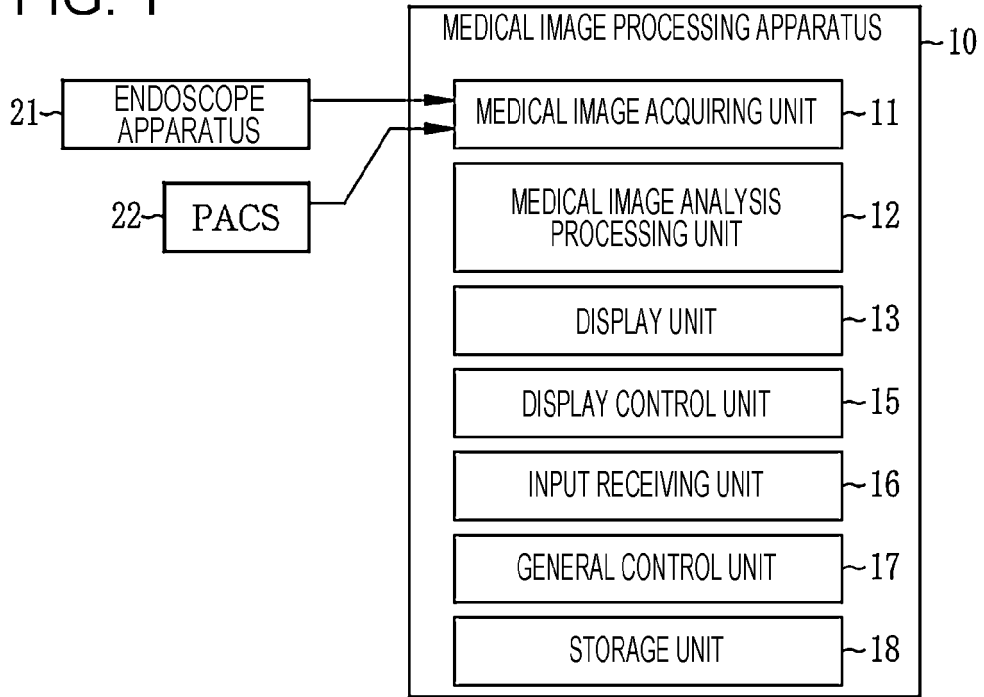 FIG. 1
MEDICAL IMAGE PROCESSING APPARATUS
10
21
ENDOSCOPE
APPARATUS
MEDICAL IMAGE ACQUIRING UNIT
11
22
PACS
MEDICAL IMAGE ANALYSIS
PROCESSING UNIT
12
DISPLAY UNIT
13
DISPLAY CONTROL UNIT
15
INPUT RECEIVING UNIT
16
GENERAL CONTROL UNIT
17
STORAGE UNIT
18